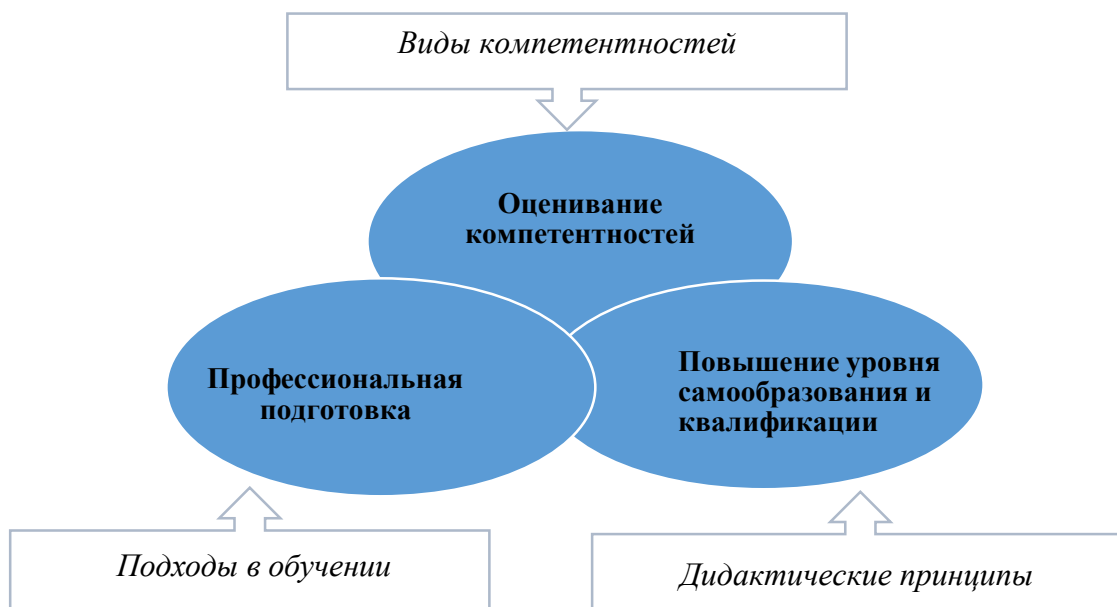 Виды компетентностей
Оценивание
компетентностей
Профессиональная
подготовка
Повышение уровня
самообразования и
квалификации
Подходы в обучении
Дидактические принципы